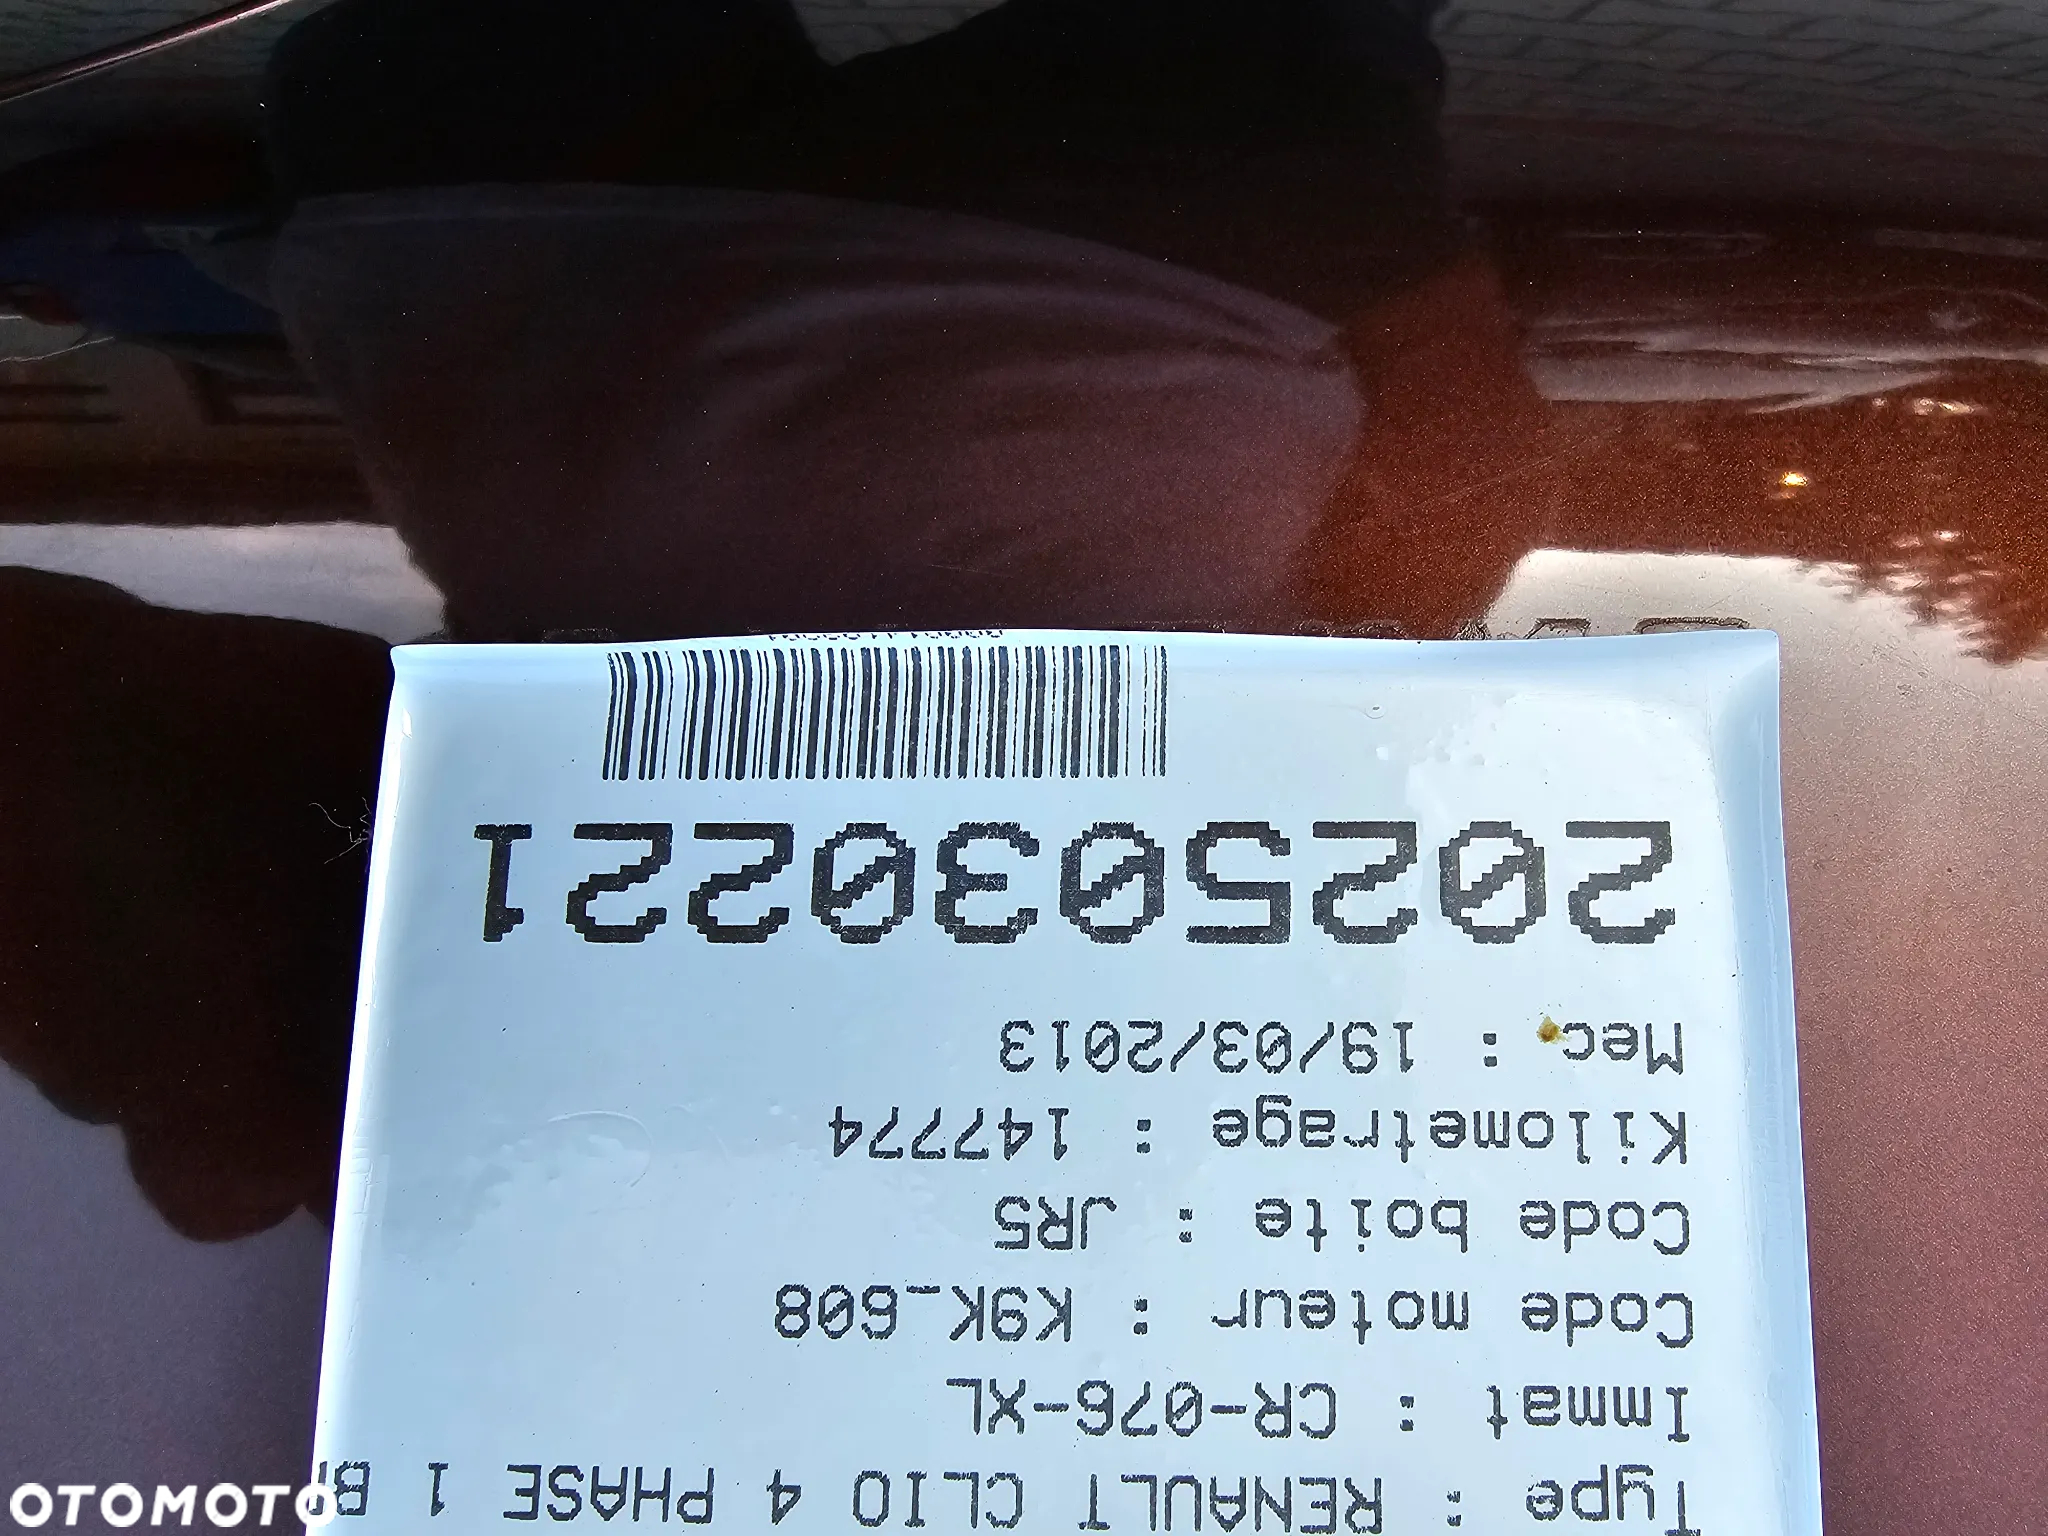 Type : RENAULT CLIO 4 PHASE 1 BR
Immat : CR-076-XL
Code moteur : K9K_608
Code boite : JR5
Kilometrage : 147774
Mec : 19/03/2013
20250302221
OTOMOTO